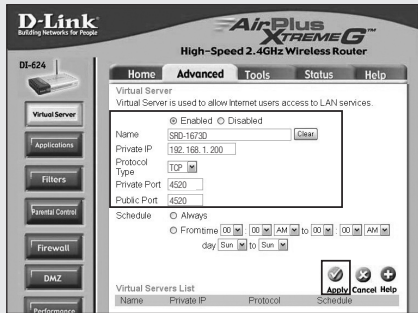 D-Link
Building Networks for People
AirPlus
XTREME G™
High-Speed 2.4GHz Wireless Router
DI-624
Home Advanced Tools Status Help
Virtual Server
Applications
Filters
Parental Control
Firewall
DMZ
Performance
Virtual Server
Virtual Server is used to allow Internet users access to LAN services.
Enabled Disabled
Name SRD-1673D Clear
Private IP 192.168.1.200
Protocol
Type TCP
Private Port 4520
Public Port 4520
Schedule Always
From time 00 : 00 AM to 00 : 00 AM
day Sun to Sun
Apply Cancel Help
Virtual Servers List
Name Private IP Protocol Schedule